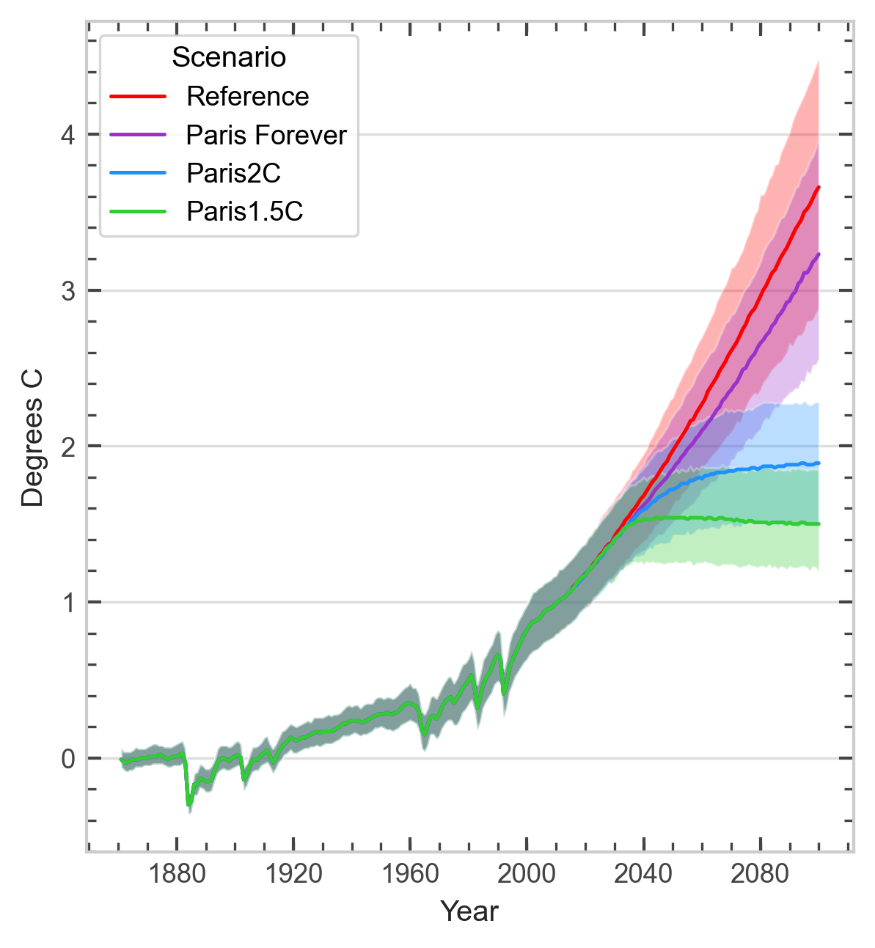 Scenario
Reference
Paris Forever
Paris2C
Paris1.5C
4
3
2
1
0
Degrees C
1880 1920 1960 2000 2040 2080
Year